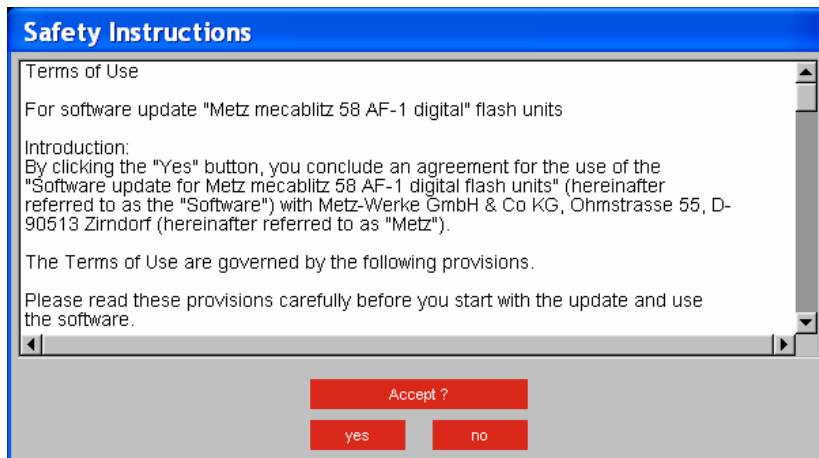 Safety Instructions
Terms of Use
For software update "Metz mecablitz 58 AF-1 digital" flash units
Introduction:
By clicking the "Yes" button, you conclude an agreement for the use of the
"Software update for Metz mecablitz 58 AF-1 digital flash units" (hereinafter
referred to as the "Software") with Metz-Werke GmbH & Co KG, Ohmstrasse 55, D-
90513 Zirndorf (hereinafter referred to as "Metz").
The Terms of Use are governed by the following provisions.
Please read these provisions carefully before you start with the update and use
the software.
Accept ?
yes no